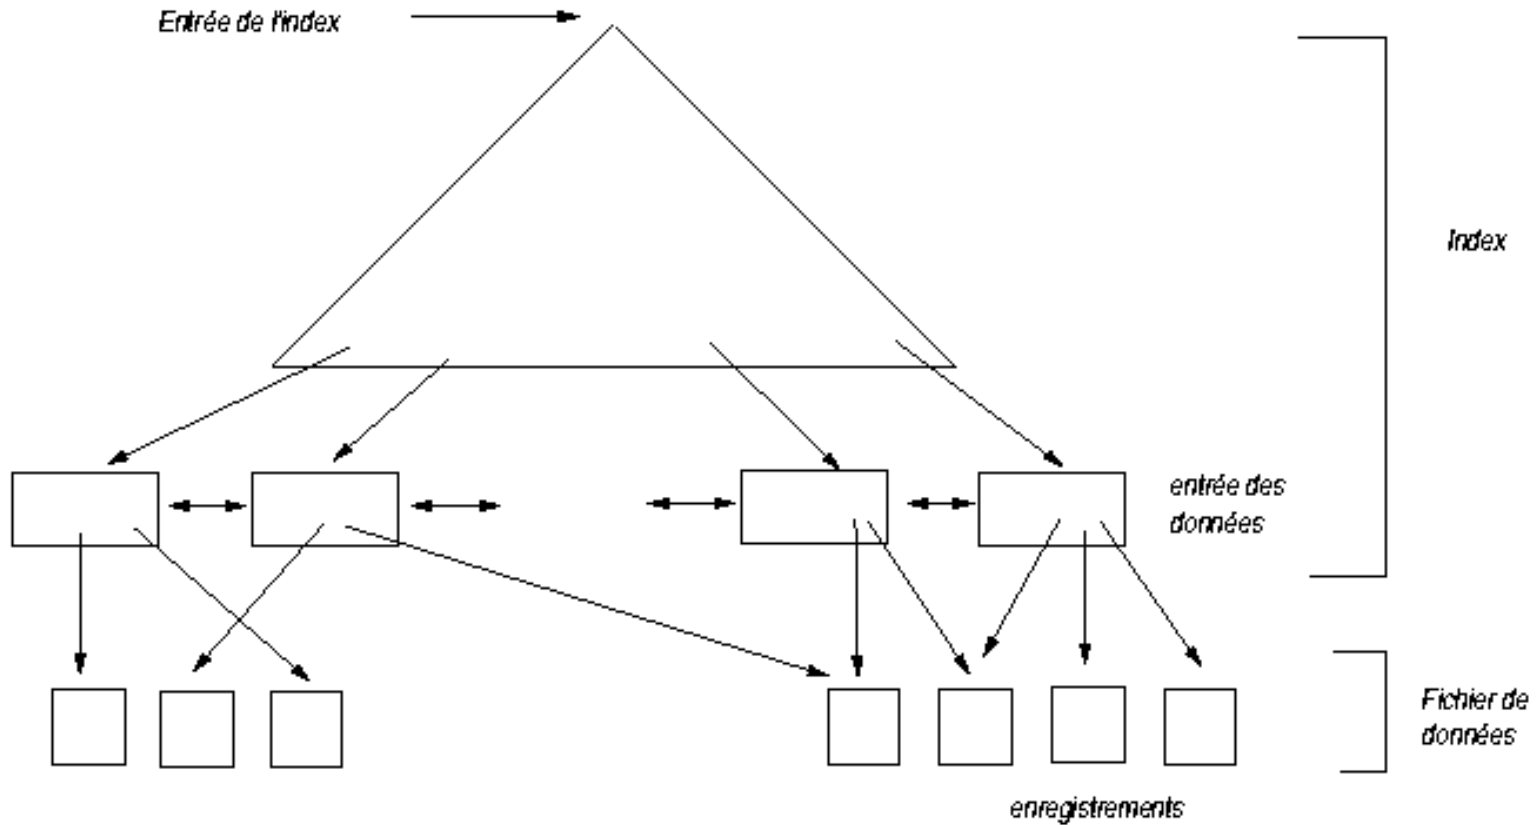 Entrée de l'index
Index
entrée des
données
Fichier de
données
enregistrements